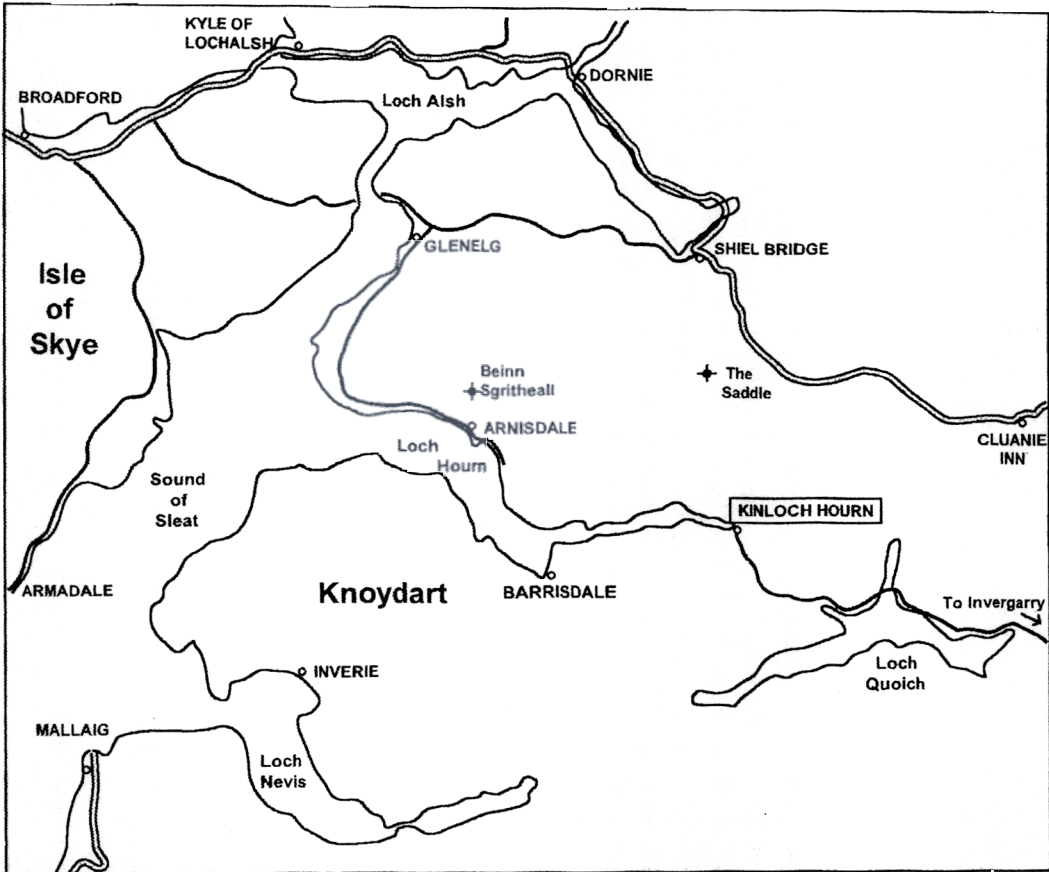 KYLE OF
LOCHALSH
DORNIE
BROADFORD
Loch Alsh
GLENELG
SHIEL BRIDGE
Isle
of
Skye
Beinn
Sgritheall
The
Saddle
ARNISDALE
CLUANIE
INN
Loch
Hourn
Sound
of
Sleat
KINLOCH HOURN
ARMADALE
Knoydart
BARRISDALE
To Invergarry
INVERIE
Loch
Quoich
MALLAIG
Loch
Nevis